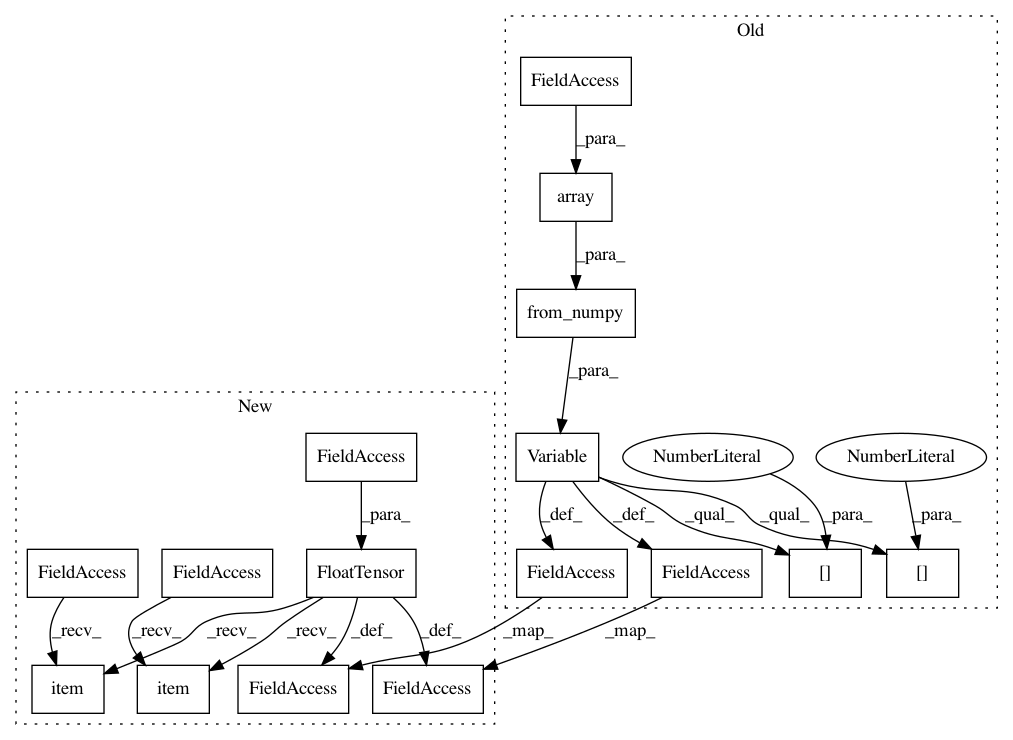 Old
FieldAccess
_para_
array
_para_
from_numpy
_para_
New
FieldAccess
Variable
NumberLiteral
NumberLiteral
_para_
_def_
_def_
_qual_
_qual_
_para_
_para_
FieldAccess
FieldAccess
FloatTensor
FieldAccess
FieldAccess
[]
[]
_recv_
_recv_
_recv_
_recv_
_def_
_def_
_map_
_map_
item
item
FieldAccess
FieldAccess